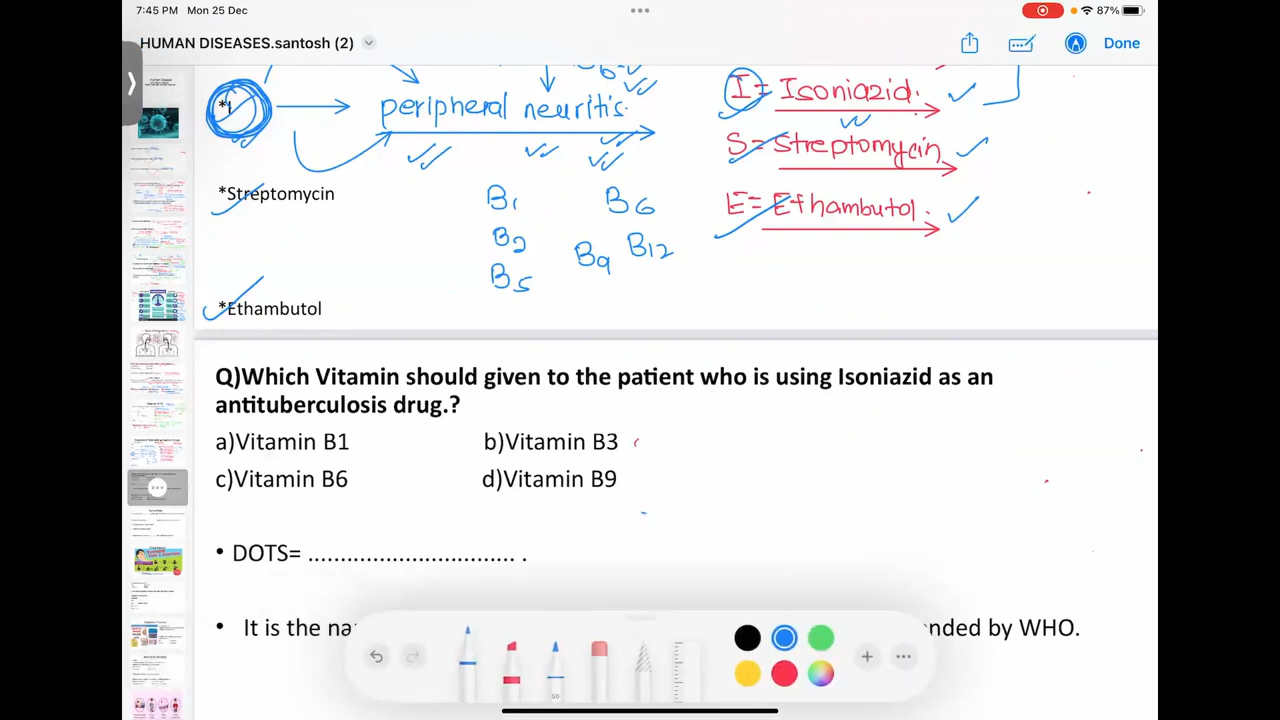 7:45 PM Mon 25 Dec
87%
HUMAN DISEASES.santosh (2)
Done
*I
peripheral neuritis.
I = Isoniazid.
S= Streptomycin
E= Ethambutol.
*Streptomycin
B1 B6
B2 B9 B12
B5
*Ethambutol
Q)Which Vitamin would given to the patient who is using Isoniazid as an
antituberculosis drug.?
a)Vitamin B1 b)Vitamin B3
c)Vitamin B6 d)Vitamin B9
• DOTS= ........................... .
• It is the na
nded by WHO.